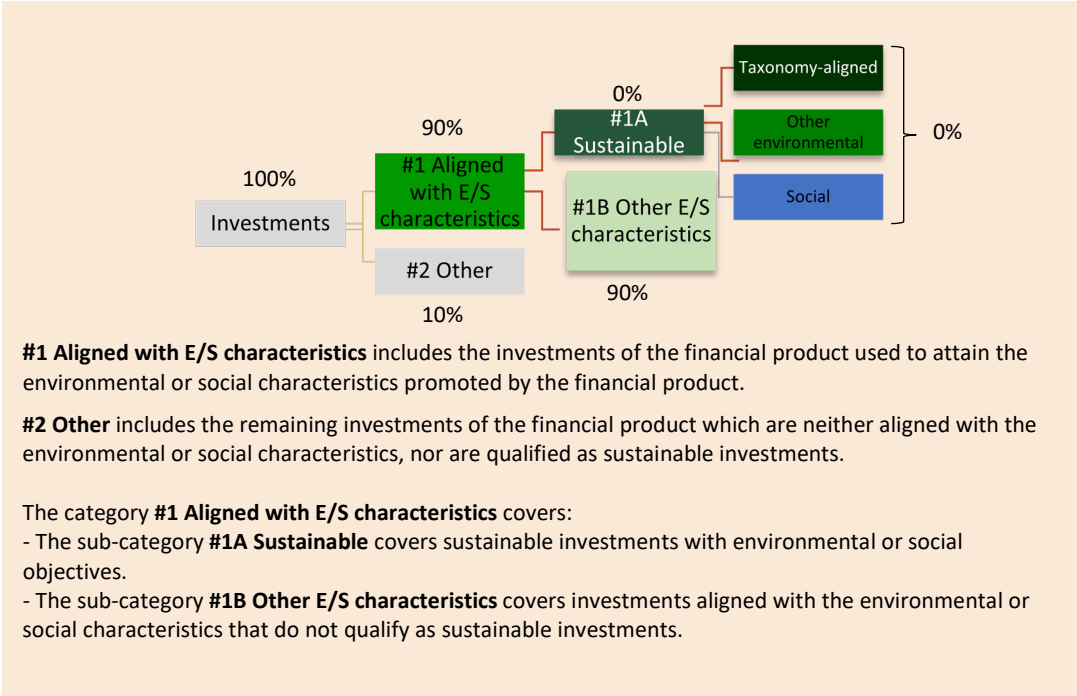 Taxonomy-aligned
0%
#1A
Sustainable
Other
environmental
0%
90%
#1 Aligned
with E/S
characteristics
100%
Investments
Social
#1B Other E/S
characteristics
#2 Other
90%
10%
#1 Aligned with E/S characteristics includes the investments of the financial product used to attain the
environmental or social characteristics promoted by the financial product.
#2 Other includes the remaining investments of the financial product which are neither aligned with the
environmental or social characteristics, nor are qualified as sustainable investments.
The category #1 Aligned with E/S characteristics covers:
- The sub-category #1A Sustainable covers sustainable investments with environmental or social
objectives.
- The sub-category #1B Other E/S characteristics covers investments aligned with the environmental or
social characteristics that do not qualify as sustainable investments.